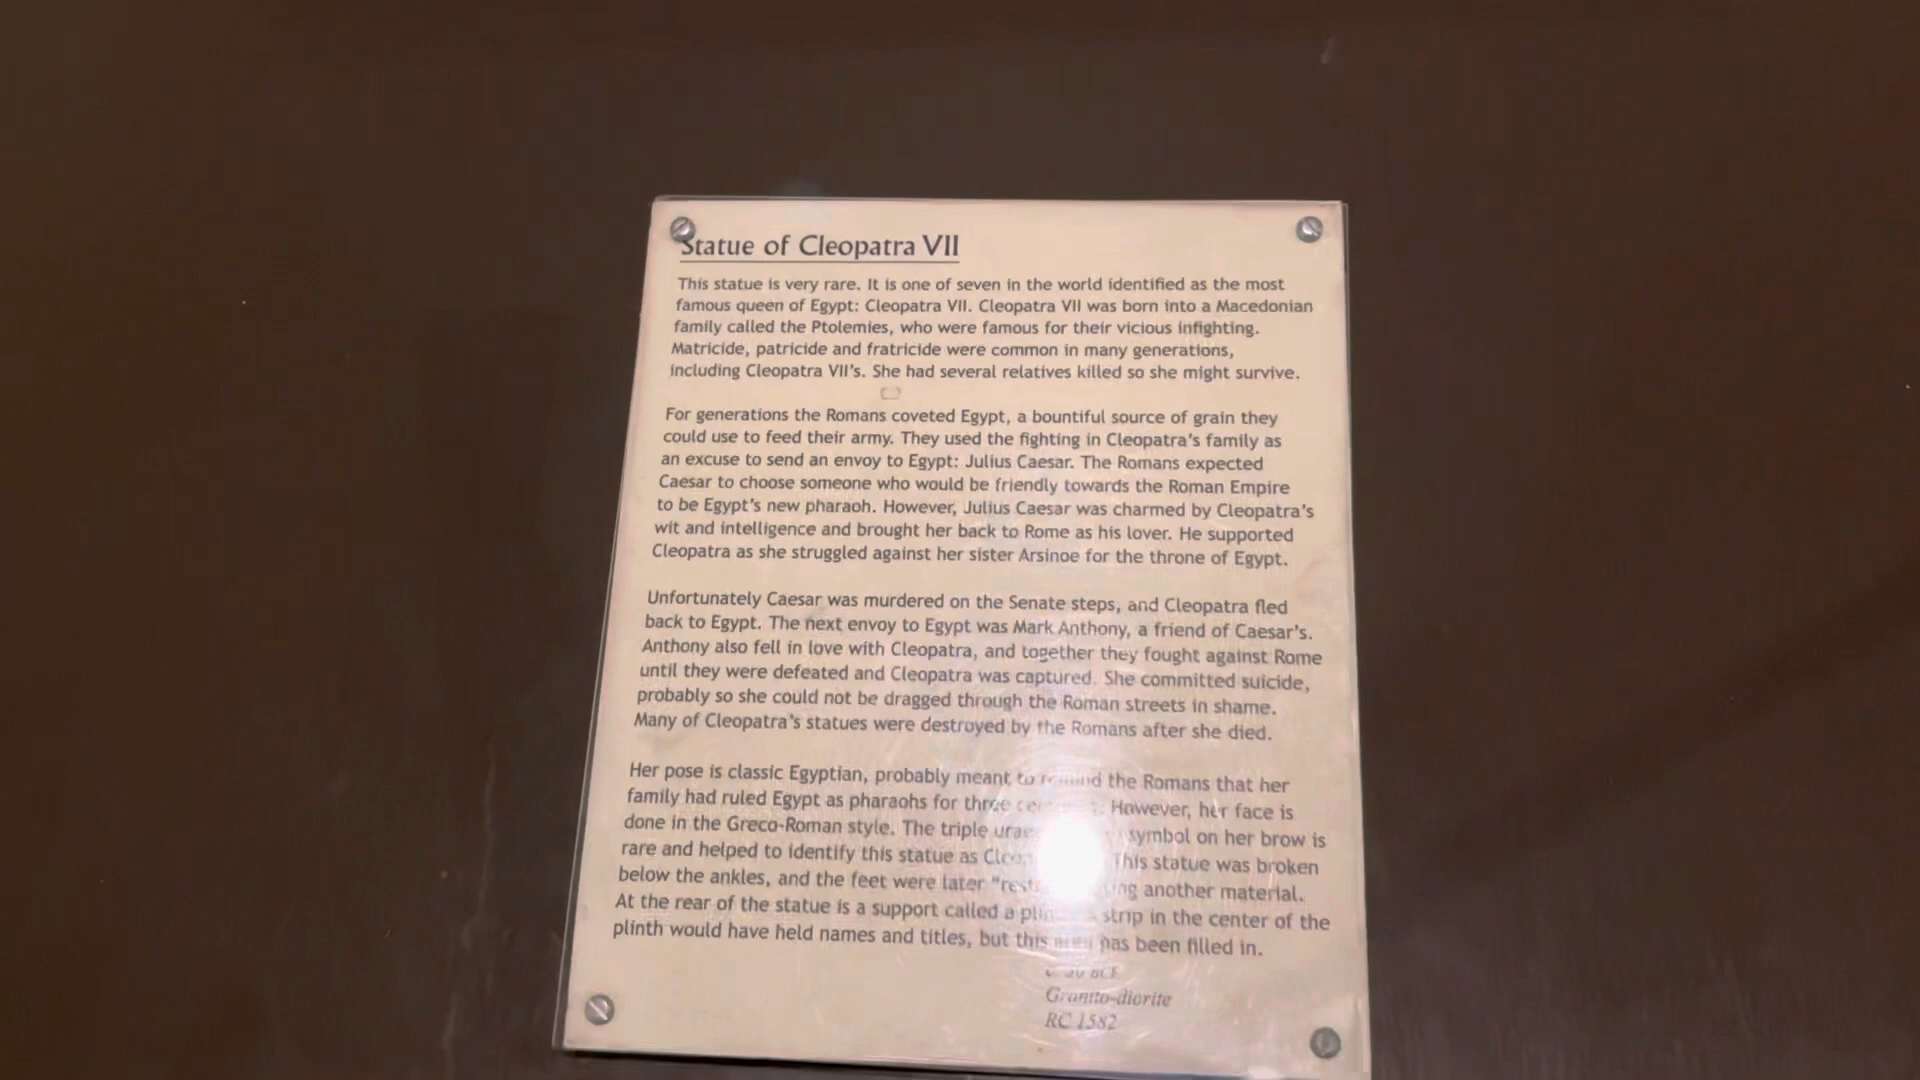 Statue of Cleopatra VII
This statue is very rare. It is one of seven in the world identified as the most
famous queen of Egypt: Cleopatra VII. Cleopatra VII was born into a Macedonian
family called the Ptolemies, who were famous for their vicious infighting.
Matricide, patricide and fratricide were common in many generations,
including Cleopatra VII's. She had several relatives killed so she might survive.
For generations the Romans coveted Egypt, a bountiful source of grain they
could use to feed their army. They used the fighting in Cleopatra's family as
an excuse to send an envoy to Egypt: Julius Caesar. The Romans expected
Caesar to choose someone who would be friendly towards the Roman Empire
to be Egypt's new pharaoh. However, Julius Caesar was charmed by Cleopatra's
wit and intelligence and brought her back to Rome as his lover. He supported
Cleopatra as she struggled against her sister Arsinoe for the throne of Egypt.
Unfortunately Caesar was murdered on the Senate steps, and Cleopatra fled
back to Egypt. The next envoy to Egypt was Mark Anthony, a friend of Caesar's.
Anthony also fell in love with Cleopatra, and together they fought against Rome
until they were defeated and Cleopatra was captured. She committed suicide,
probably so she could not be dragged through the Roman streets in shame.
Many of Cleopatra's statues were destroyed by the Romans after she died.
Her pose is classic Egyptian, probably meant to the Romans that her
family had ruled Egypt as pharaohs for three However, her face is
done in the Greco-Roman style. The triple symbol on her brow is
rare and helped to identify this statue as This statue was broken
below the ankles, and the feet were later another material.
At the rear of the statue is a support called a strip in the center of the
plinth would have held names and titles, but this has been filled in.
Granito-diorite
RC 1582